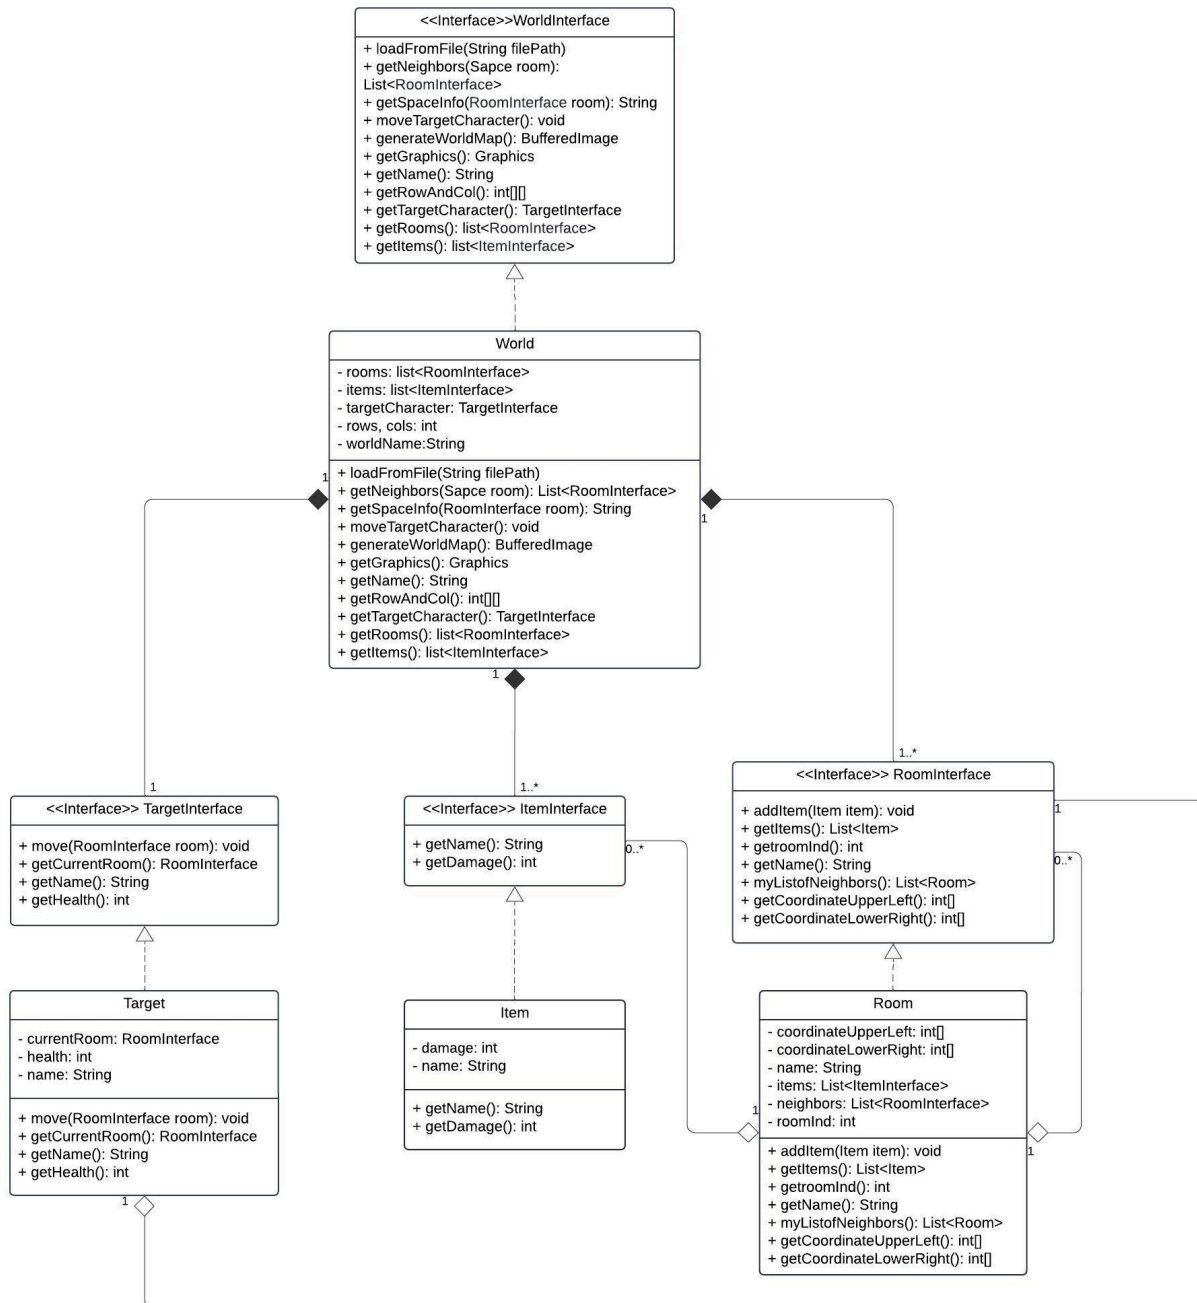 <<Interface>>WorldInterface
+ loadFromFile(String filePath)
+ getNeighbors(Sapce room):
List<RoomInterface>
+ getSpaceInfo(RoomInterface room): String
+ moveTargetCharacter(): void
+ generateWorldMap(): BufferedImage
+ getGraphics(): Graphics
+ getName(): String
+ getRowAndCol(): int[][]
+ getTargetCharacter(): TargetInterface
+ getRooms(): list<RoomInterface>
+ getItems(): list<ItemInterface>
World
- rooms: list<RoomInterface>
- items: list<ItemInterface>
- targetCharacter: TargetInterface
- rows, cols: int
- worldName:String
+ loadFromFile(String filePath)
+ getNeighbors(Sapce room): List<RoomInterface>
+ getSpaceInfo(RoomInterface room): String
+ moveTargetCharacter(): void
+ generateWorldMap(): BufferedImage
+ getGraphics(): Graphics
+ getName(): String
+ getRowAndCol(): int[][]
+ getTargetCharacter(): TargetInterface
+ getRooms(): list<RoomInterface>
+ getItems(): list<ItemInterface>
1
1
1
1
1..*
1..*
<<Interface>> TargetInterface
+ move(RoomInterface room): void
+ getCurrentRoom(): RoomInterface
+ getName(): String
+ getHealth(): int
<<Interface>> ItemInterface
+ getName(): String
+ getDamage(): int
0..*
<<Interface>> RoomInterface
+ addItem(Item item): void
+ getItems(): List<Item>
+ getroomInd(): int
+ getName(): String
+ myListofNeighbors(): List<Room>
+ getCoordinateUpperLeft(): int[]
+ getCoordinateLowerRight(): int[]
1
0..*
Target
- currentRoom: RoomInterface
- health: int
- name: String
+ move(RoomInterface room): void
+ getCurrentRoom(): RoomInterface
+ getName(): String
+ getHealth(): int
1
Item
- damage: int
- name: String
+ getName(): String
+ getDamage(): int
Room
- coordinateUpperLeft: int[]
- coordinateLowerRight: int[]
- name: String
- items: List<ItemInterface>
- neighbors: List<RoomInterface>
- roomInd: int
+ addItem(Item item): void
+ getItems(): List<Item>
+ getroomInd(): int
+ getName(): String
+ myListofNeighbors(): List<Room>
+ getCoordinateUpperLeft(): int[]
+ getCoordinateLowerRight(): int[]
1
1